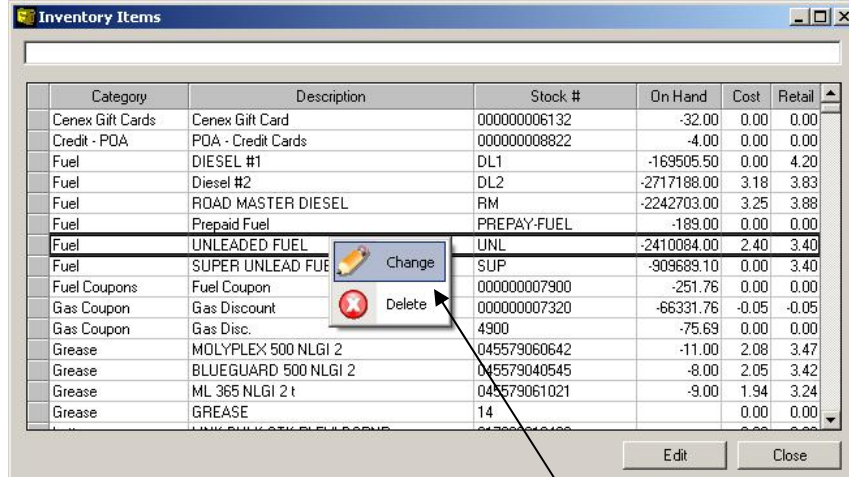 Inventory Items
Category Description Stock # On Hand Cost Retail
Cenex Gift Cards Cenex Gift Card 000000006132 -32.00 0.00 0.00
Credit - POA POA - Credit Cards 000000008822 -4.00 0.00 0.00
Fuel DIESEL #1 DL1 -169505.50 0.00 4.20
Fuel Diesel #2 DL2 -2717188.00 3.18 3.83
Fuel ROAD MASTER DIESEL RM -2242703.00 3.25 3.88
Fuel Prepaid Fuel PREPAY-FUEL -189.00 0.00 0.00
Fuel UNLEADED FUEL UNL -2410084.00 2.40 3.40
Fuel SUPER UNLEAD FUE SUP -909689.10 0.00 3.40
Change
Fuel Coupons Fuel Coupon 000000007900 -251.76 0.00 0.00
Gas Coupon Gas Discount 000000007320 -66331.76 -0.05 -0.05
Delete
Gas Coupon Gas Disc. 4900 -75.69 0.00 0.00
Grease MOLYPLEX 500 NLGI 2 045579060642 -11.00 2.08 3.47
Grease BLUEGUARD 500 NLGI 2 045579040545 -8.00 2.05 3.42
Grease ML 365 NLGI 2 t 045579061021 -9.00 1.94 3.24
Grease GREASE 14 0.00 0.00
Edit Close